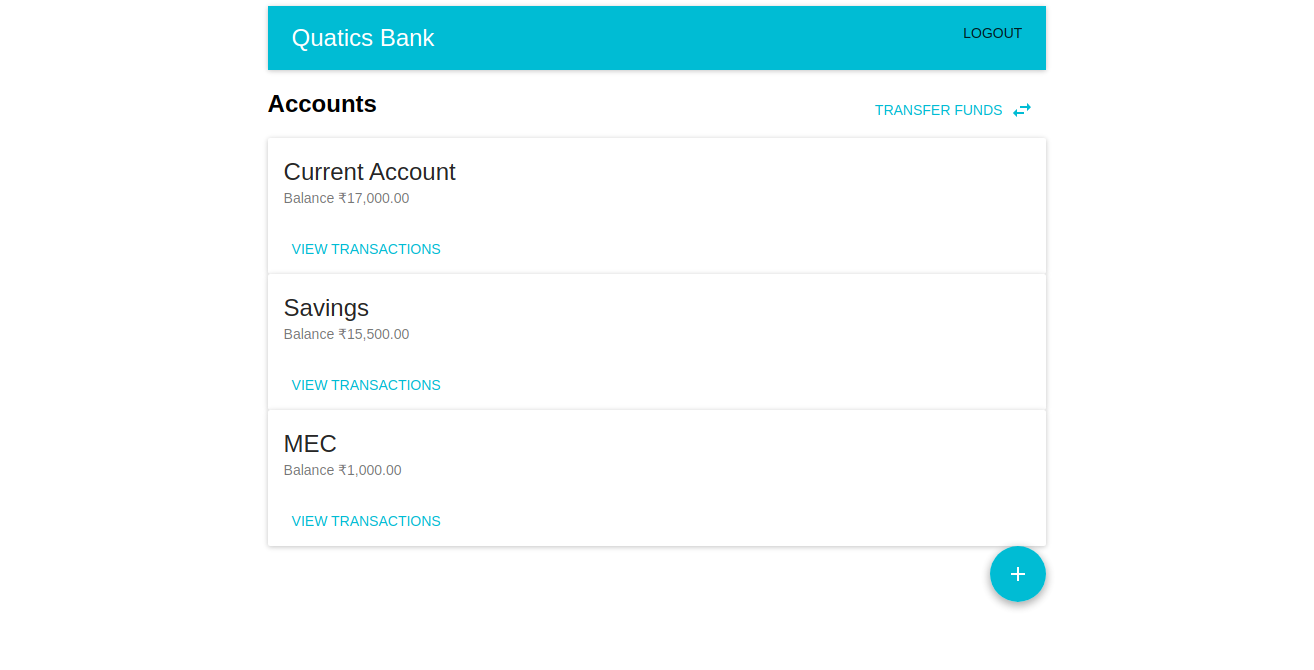 Quatics Bank
LOGOUT
Accounts
TRANSFER FUNDS
Current Account
Balance ₹17,000.00
VIEW TRANSACTIONS
Savings
Balance ₹15,500.00
VIEW TRANSACTIONS
MEC
Balance ₹1,000.00
VIEW TRANSACTIONS
+